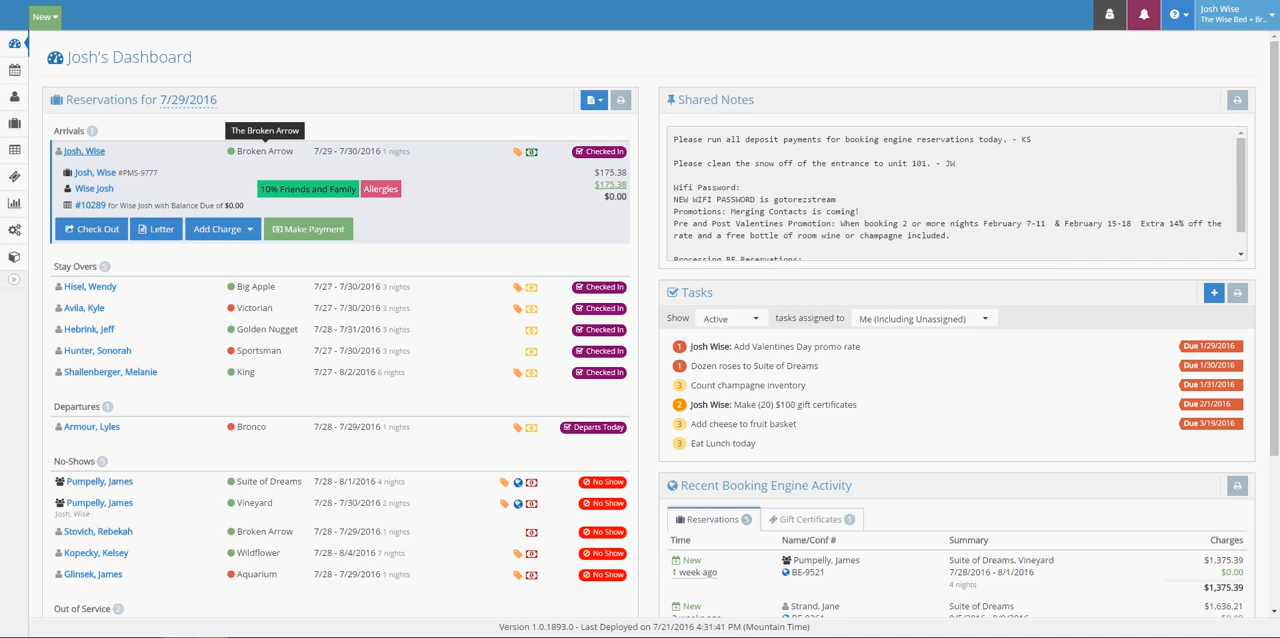 New
Josh Wise
The Wise Bed + Br...
Josh's Dashboard
Reservations for 7/29/2016
Arrivals 1
The Broken Arrow
Josh, Wise Broken Arrow 7/29 - 7/30/2016 1 nights Checked In
Josh, Wise #PMS-9777 $175.38
Wise Josh 10% Friends and Family Allergies $175.38
#10289 for Wise Josh with Balance Due of $0.00 $0.00
Check Out Letter Add Charge Make Payment
Stay Overs 5
Hisel, Wendy Big Apple 7/27 - 7/30/2016 3 nights Checked In
Avila, Kyle Victorian 7/27 - 7/30/2016 3 nights Checked In
Hebrink, Jeff Golden Nugget 7/28 - 7/31/2016 3 nights Checked In
Hunter, Sonorah Sportsman 7/27 - 7/30/2016 3 nights Checked In
Shallenberger, Melanie King 7/27 - 8/2/2016 6 nights Checked In
Departures 1
Armour, Lyles Bronco 7/28 - 7/29/2016 1 nights Departs Today
No-Shows 5
Pumpelly, James Suite of Dreams 7/28 - 8/1/2016 4 nights No Show
Pumpelly, James Vineyard 7/28 - 7/30/2016 2 nights No Show
Josh, Wise
Stovich, Rebekah Broken Arrow 7/28 - 7/29/2016 1 nights No Show
Kopecky, Kelsey Wildflower 7/28 - 8/4/2016 7 nights No Show
Glinsek, James Aquarium 7/28 - 7/29/2016 1 nights No Show
Out of Service 2
Shared Notes
Please run all deposit payments for booking engine reservations today. - KS
Please clean the snow off of the entrance to unit 101. - JW
Wifi Password:
NEW WIFI PASSWORD is gotorezstream
Promotions: Merging Contacts is coming!
Pre and Post Valentines Promotion: When booking 2 or more nights February 7-11 & February 15-18 Extra 14% off the
rate and a free bottle of room wine or champagne included.
Processing BE Reservations:
Tasks
Show Active tasks assigned to Me (Including Unassigned)
1 Josh Wise: Add Valentines Day promo rate Due 1/29/2016
1 Dozen roses to Suite of Dreams Due 1/30/2016
3 Count champagne inventory Due 1/31/2016
2 Josh Wise: Make (20) $100 gift certificates Due 2/1/2016
3 Add cheese to fruit basket Due 3/19/2016
3 Eat Lunch today
Recent Booking Engine Activity
Reservations 5 Gift Certificates 1
Time Name/Conf # Summary Charges
New Pumpelly, James Suite of Dreams, Vineyard $1,375.39
1 week ago BE-9521 7/28/2016 - 8/1/2016 $0.00
4 nights $1,375.39
New Strand, Jane Suite of Dreams $1,636.21
Version 1.0.1893.0 - Last Deployed on 7/21/2016 4:31:41 PM (Mountain Time)